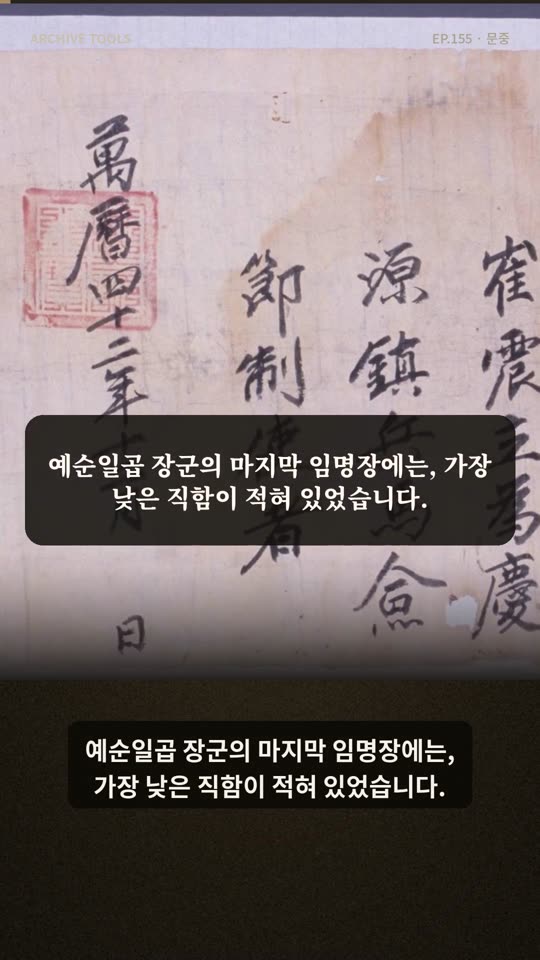 ARCHIVE TOOLS
EP.155 · 문중
崔震立爲慶
源鎮兵馬僉
節制使者
萬曆四十二年十
日
예순일곱 장군의 마지막 임명장에는, 가장
낮은 직함이 적혀 있었습니다.
예순일곱 장군의 마지막 임명장에는,
가장 낮은 직함이 적혀 있었습니다.